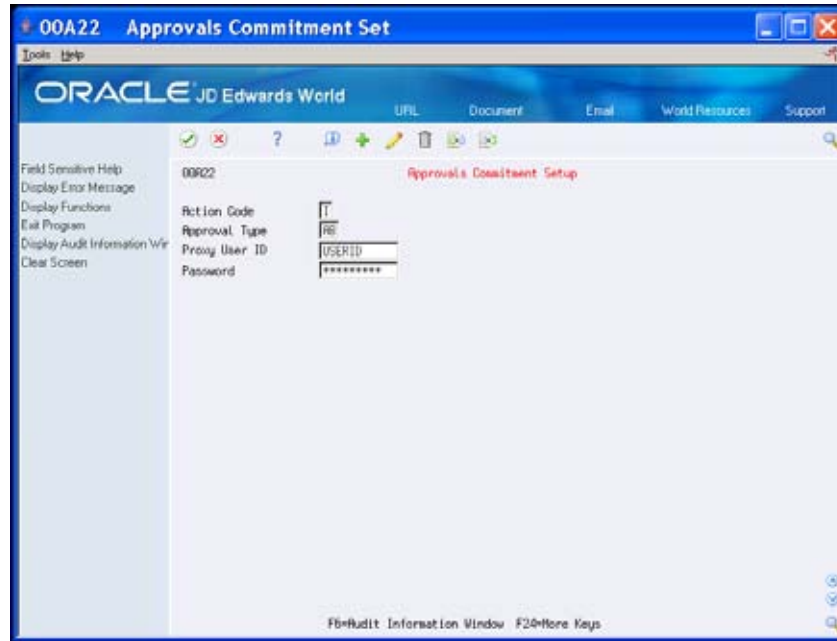 00A22 Approvals Commitment Set
Tools Help
ORACLE JD Edwards World
URL Document Email World Resources Support
Field Sensitive Help
Display Error Message
Display Functions
Exit Program
Display Audit Information Wir
Clear Screen
00A22 Approvals Commitment Setup
Action Code I
Approval Type AB
Proxy User ID USERID
Password *********
F6=Audit Information Window F24=More Keys